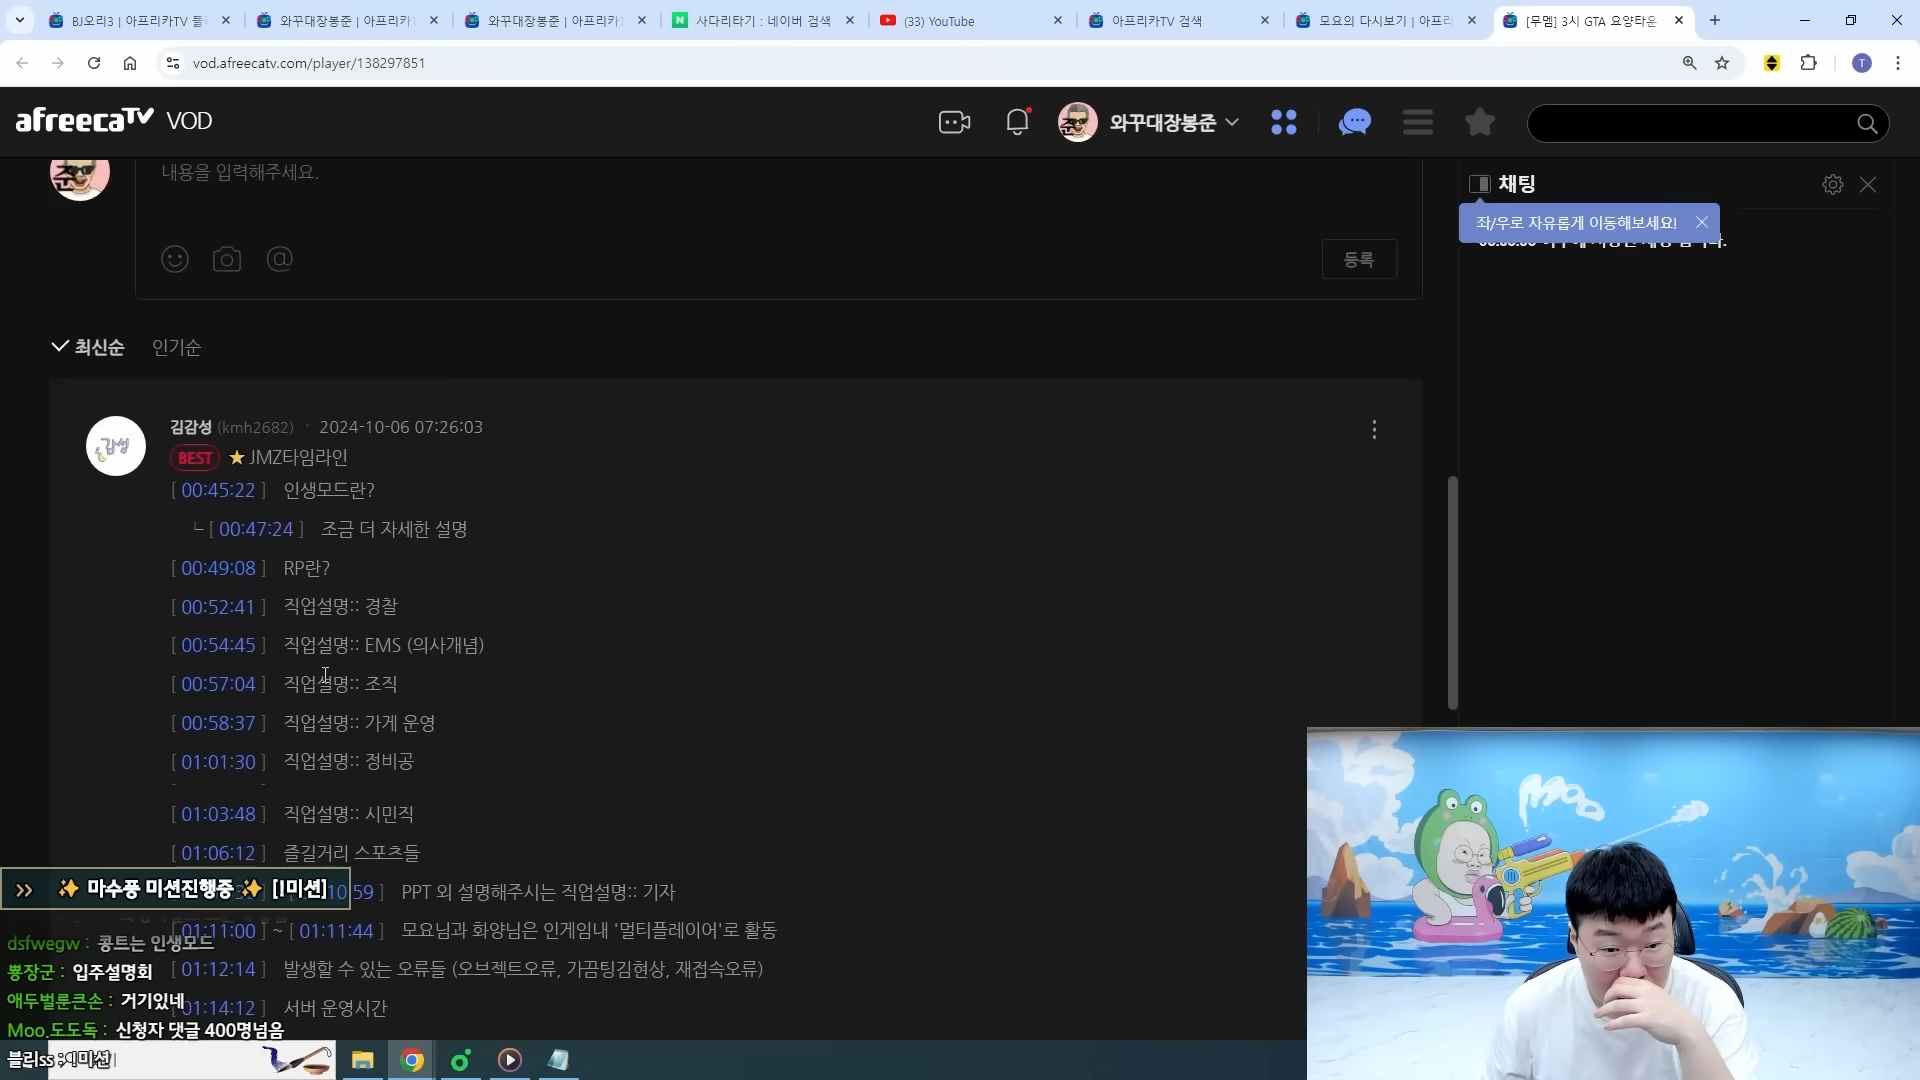 BJ오리3 | 아프리카TV 플
와꾸대장봉준 | 아프리카T
와꾸대장봉준 | 아프리카T
사다리타기 : 네이버 검색
(33) YouTube
아프리카TV 검색
모요의 다시보기 | 아프리
[무멤] 3시 GTA 요양타운
vod.afreecatv.com/player/138297851
T
afreecaTV VOD
와꾸대장봉준
내용을 입력해주세요.
채팅
좌/우로 자유롭게 이동해보세요!
등록
최신순 인기순
김감성 (kmh2682) · 2024-10-06 07:26:03
BEST ★JMZ타임라인
[ 00:45:22 ] 인생모드란?
└ [ 00:47:24 ] 조금 더 자세한 설명
[ 00:49:08 ] RP란?
[ 00:52:41 ] 직업설명:: 경찰
[ 00:54:45 ] 직업설명:: EMS (의사개념)
[ 00:57:04 ] 직업설명:: 조직
[ 00:58:37 ] 직업설명:: 가게 운영
[ 01:01:30 ] 직업설명:: 정비공
[ 01:03:48 ] 직업설명:: 시민직
[ 01:06:12 ] 즐길거리 스포츠들
10:59 ] PPT 외 설명해주시는 직업설명:: 기자
[ 01:11:00 ] ~ [ 01:11:44 ] 모요님과 화양님은 인게임내 '멀티플레이어'로 활동
[ 01:12:14 ] 발생할 수 있는 오류들 (오브젝트오류, 가끔팅김현상, 재접속오류)
[ 01:14:12 ] 서버 운영시간
>> ✨ 마수퐁 미션진행중 ✨ [!미션]
dsfwegw : 콩트는 인생모드
뿡장군 : 입주설명회
애두벌룬큰손 : 거기있네
Moo.도도독 : 신청자 댓글 400명넘음
블리ss : !미션
moo